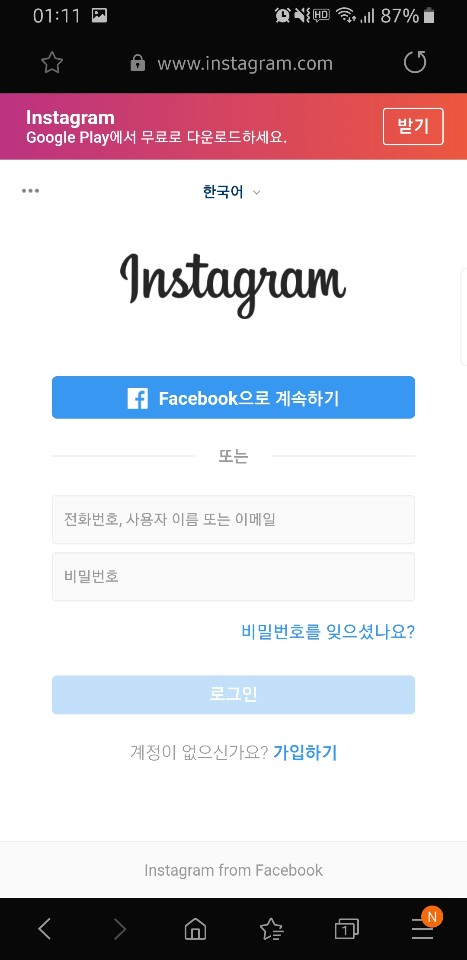 01:11 HD 87%
www.instagram.com
Instagram
Google Play에서 무료로 다운로드하세요.
받기
한국어
Instagram
Facebook으로 계속하기
또는
전화번호, 사용자 이름 또는 이메일
비밀번호
비밀번호를 잊으셨나요?
로그인
계정이 없으신가요? 가입하기
Instagram from Facebook
1
N